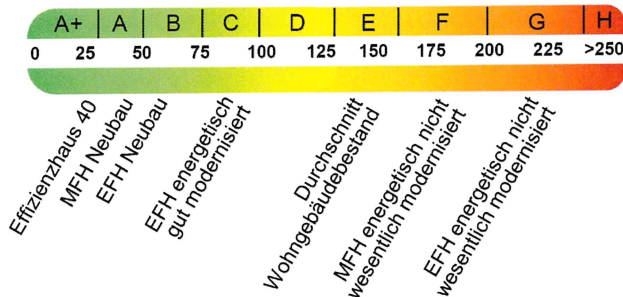 A+ A B C D E F G H
0 25 50 75 100 125 150 175 200 225 >250
Effizienzhaus 40
MFH Neubau
EFH Neubau
EFH energetisch
gut modernisiert
Durchschnitt
Wohngebäudebestand
MFH energetisch nicht
wesentlich modernisiert
EFH energetisch nicht
wesentlich modernisiert